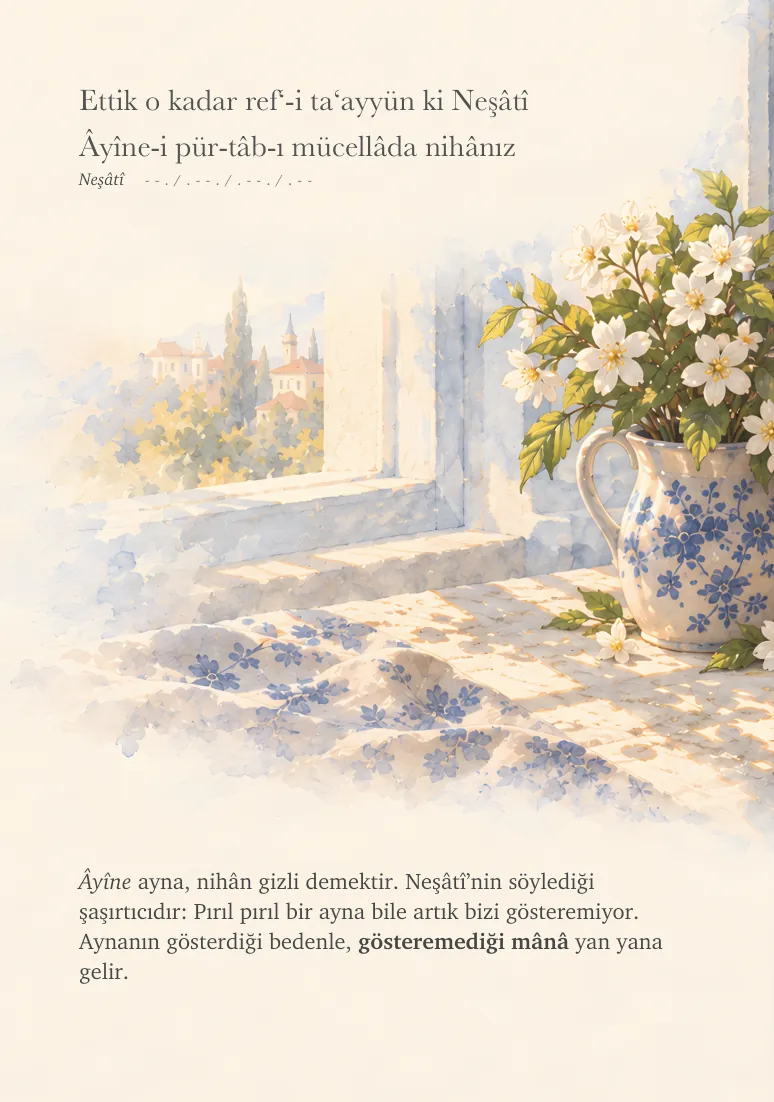 Ettik o kadar ref‘-i ta‘ayyün ki Neşâtî
Âyîne-i pür-tâb-ı mücellâda nihânız
Neşâtî - - . / . - - . / . - - . / . - -
Âyîne ayna, nihân gizli demektir. Neşâtî’nin söylediği
şaşırtıcıdır: Pırıl pırıl bir ayna bile artık bizi gösteremiyor.
Aynanın gösterdiği bedenle, gösteremediği mânâ yan yana
gelir.